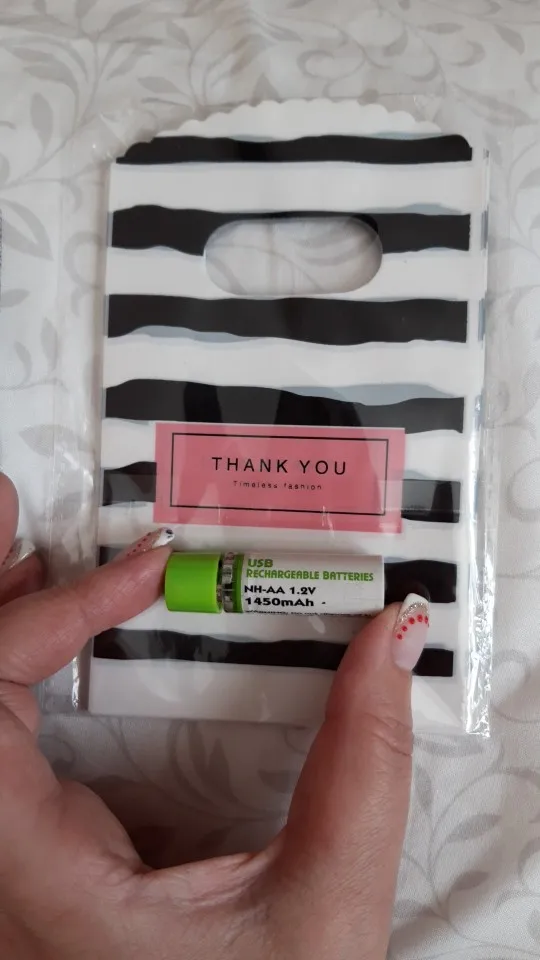 THANK YOU
Timeless fashion
USB
RECHARGEABLE BATTERIES
NH-AA 1.2V
1450mAh